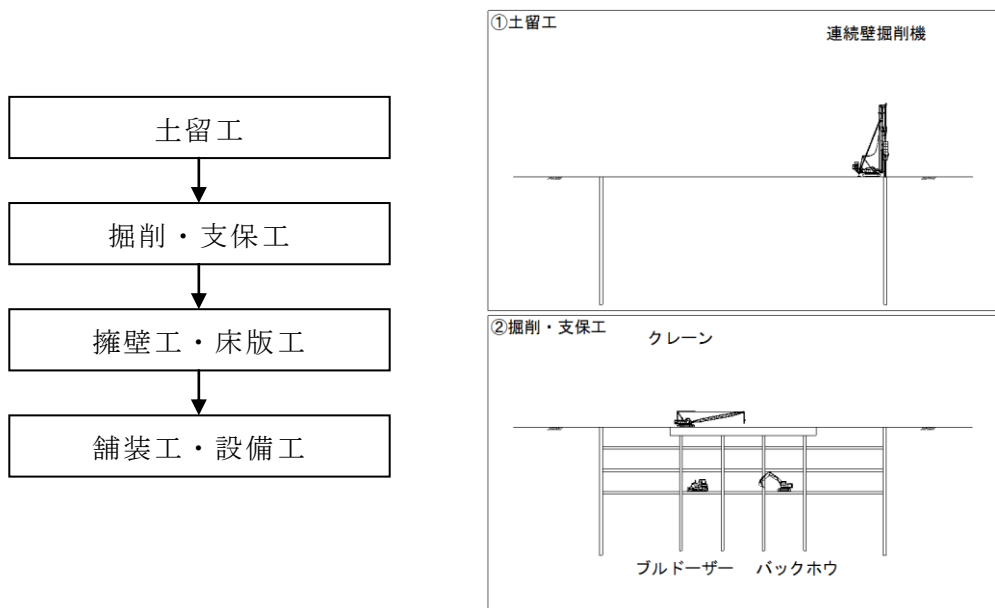 土留工
掘削・支保工
擁壁工・床版工
舗装工・設備工
①土留工
連続壁掘削機
②掘削・支保工
クレーン
ブルドーザー
バックホウ